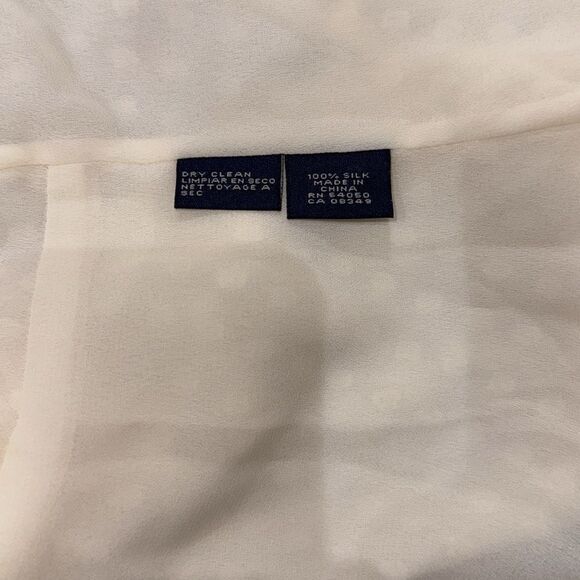 DRY CLEAN
LIMPIAR EN SECO
NETTOYAGE A
SEC
100% SILK
MADE IN
CHINA
RN 54050
CA 08349